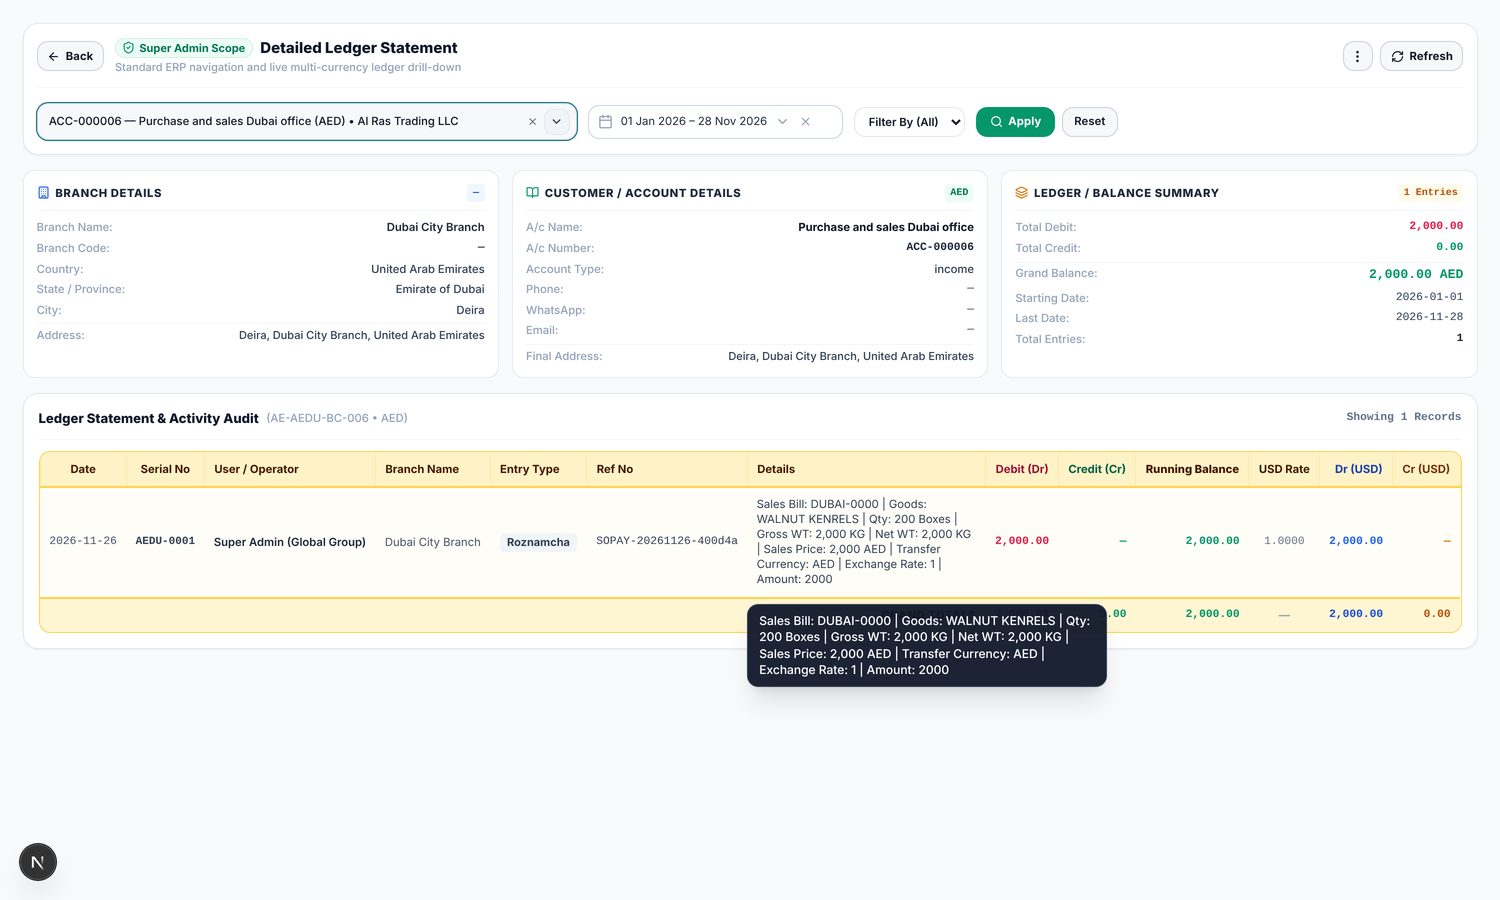 Back
Super Admin Scope
Detailed Ledger Statement
Standard ERP navigation and live multi-currency ledger drill-down
Refresh
ACC-000006 — Purchase and sales Dubai office (AED) • Al Ras Trading LLC
01 Jan 2026 – 28 Nov 2026
Filter By (All)
Apply
Reset
BRANCH DETAILS
–
Branch Name: Dubai City Branch
Branch Code: –
Country: United Arab Emirates
State / Province: Emirate of Dubai
City: Deira
Address: Deira, Dubai City Branch, United Arab Emirates
CUSTOMER / ACCOUNT DETAILS
AED
A/c Name: Purchase and sales Dubai office
A/c Number: ACC-000006
Account Type: income
Phone: –
WhatsApp: –
Email: –
Final Address: Deira, Dubai City Branch, United Arab Emirates
LEDGER / BALANCE SUMMARY
1 Entries
Total Debit: 2,000.00
Total Credit: 0.00
Grand Balance: 2,000.00 AED
Starting Date: 2026-01-01
Last Date: 2026-11-28
Total Entries: 1
Ledger Statement & Activity Audit (AE-AEDU-BC-006 • AED)
Showing 1 Records
Date Serial No User / Operator Branch Name Entry Type Ref No Details Debit (Dr) Credit (Cr) Running Balance USD Rate Dr (USD) Cr (USD)
2026-11-26 AEDU-0001 Super Admin (Global Group) Dubai City Branch Roznamcha SOPAY-20261126-400d4a
Sales Bill: DUBAI-0000 | Goods:
WALNUT KENRELS | Qty: 200 Boxes |
Gross WT: 2,000 KG | Net WT: 2,000 KG
| Sales Price: 2,000 AED | Transfer
Currency: AED | Exchange Rate: 1 |
Amount: 2000
2,000.00 – 2,000.00 1.0000 2,000.00 –
.00 2,000.00 — 2,000.00 0.00
Sales Bill: DUBAI-0000 | Goods: WALNUT KENRELS | Qty:
200 Boxes | Gross WT: 2,000 KG | Net WT: 2,000 KG |
Sales Price: 2,000 AED | Transfer Currency: AED |
Exchange Rate: 1 | Amount: 2000
N